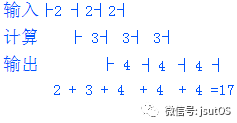 输入 ├2 ┤2┤ 2┤
计算 ├ 3┤ 3┤ 3┤
输出 ├ 4 ┤ 4 ┤ 4 ┤
2 + 3 + 4 + 4 + 4 =17
微信号: jsutOS